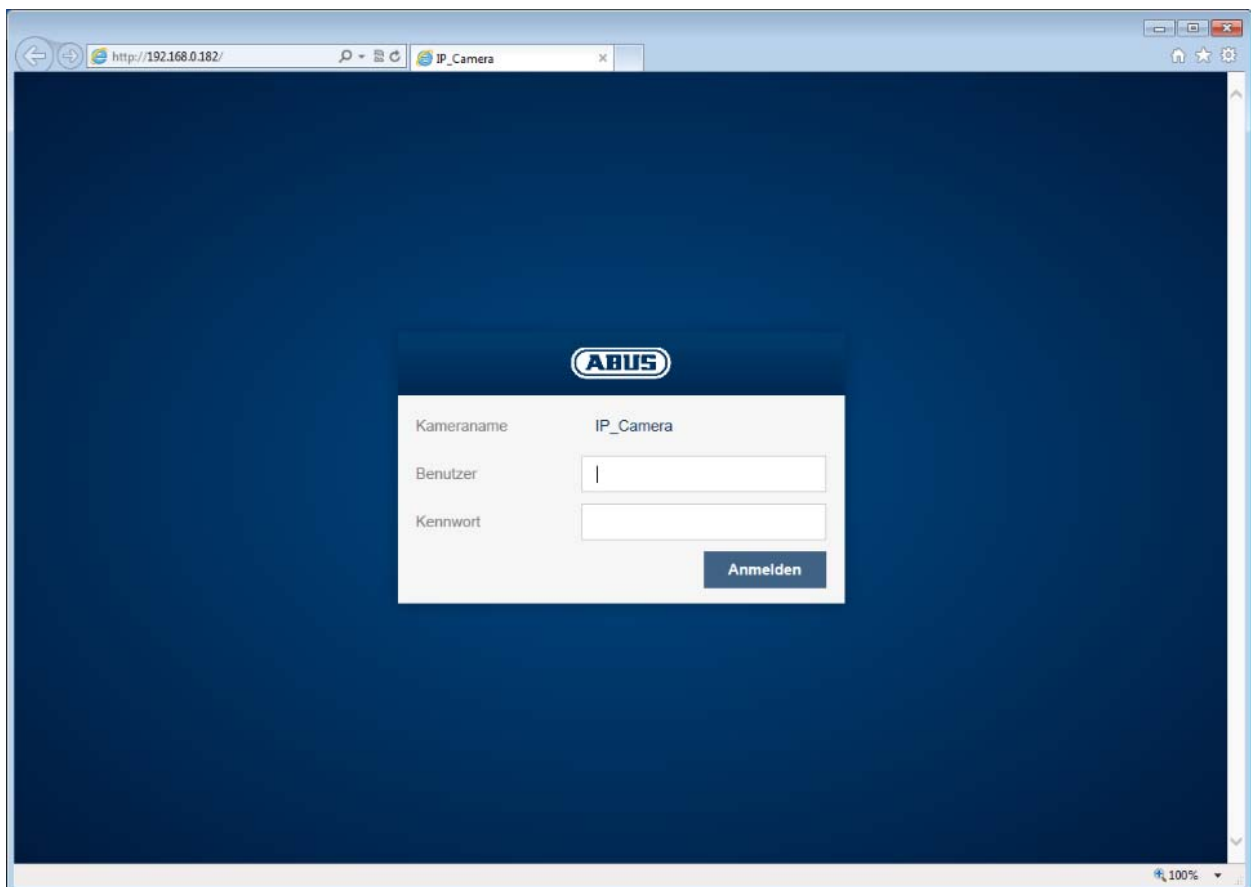 http://192.168.0.182/
IP_Camera
ABUS
Kameraname IP_Camera
Benutzer
Kennwort
Anmelden
100%